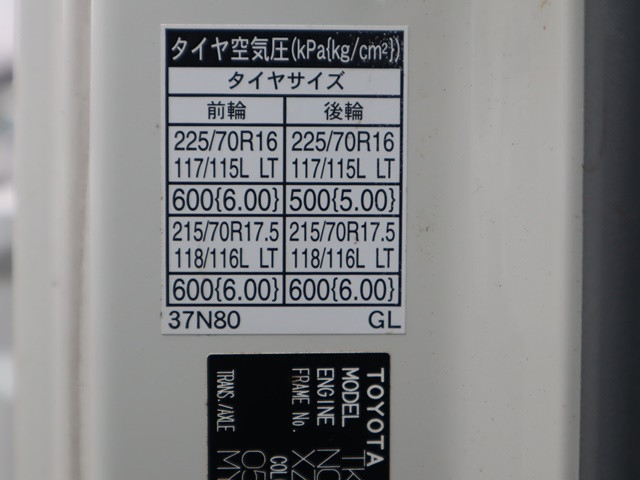 タイヤ空気圧(kPa{kg/cm²})
タイヤサイズ
前輪 後輪
225/70R16 225/70R16
117/115L LT 117/115L LT
600{6.00} 500{5.00}
215/70R17.5 215/70R17.5
118/116L LT 118/116L LT
600{6.00} 600{6.00}
37N80 GL
TOYOTA
MODEL
ENGINE
FRAME No.
TRANS./AXLE